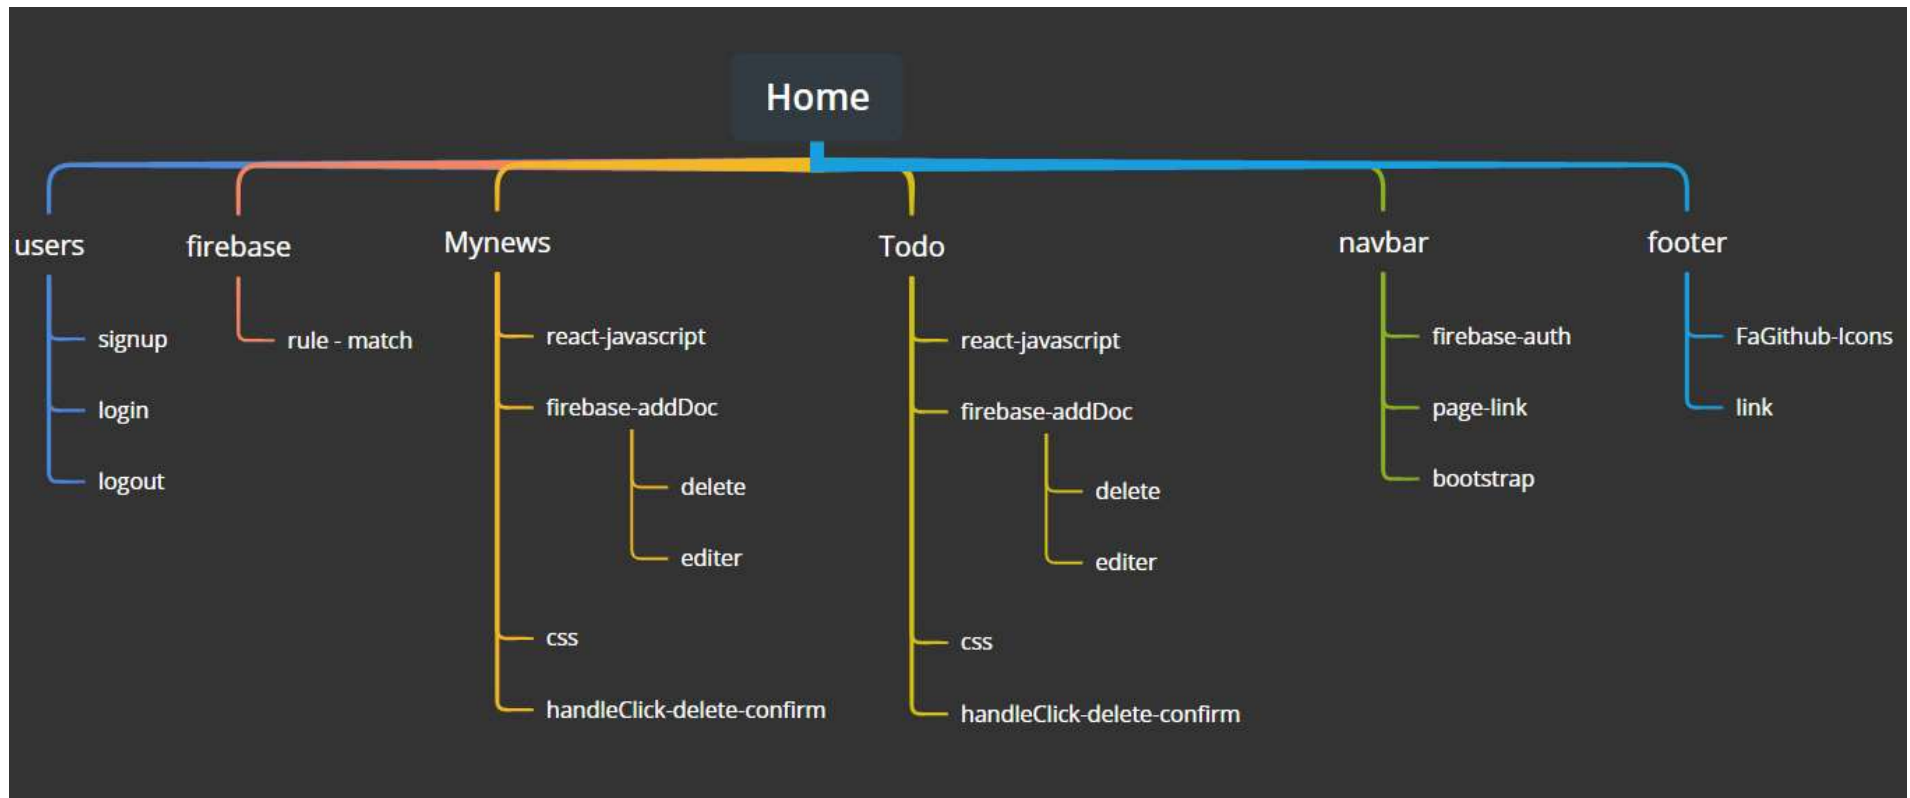 Home
users
firebase
Mynews
Todo
navbar
footer
signup
login
logout
rule - match
react-javascript
firebase-addDoc
delete
editer
css
handleClick-delete-confirm
react-javascript
firebase-addDoc
delete
editer
css
handleClick-delete-confirm
firebase-auth
page-link
bootstrap
FaGithub-Icons
link